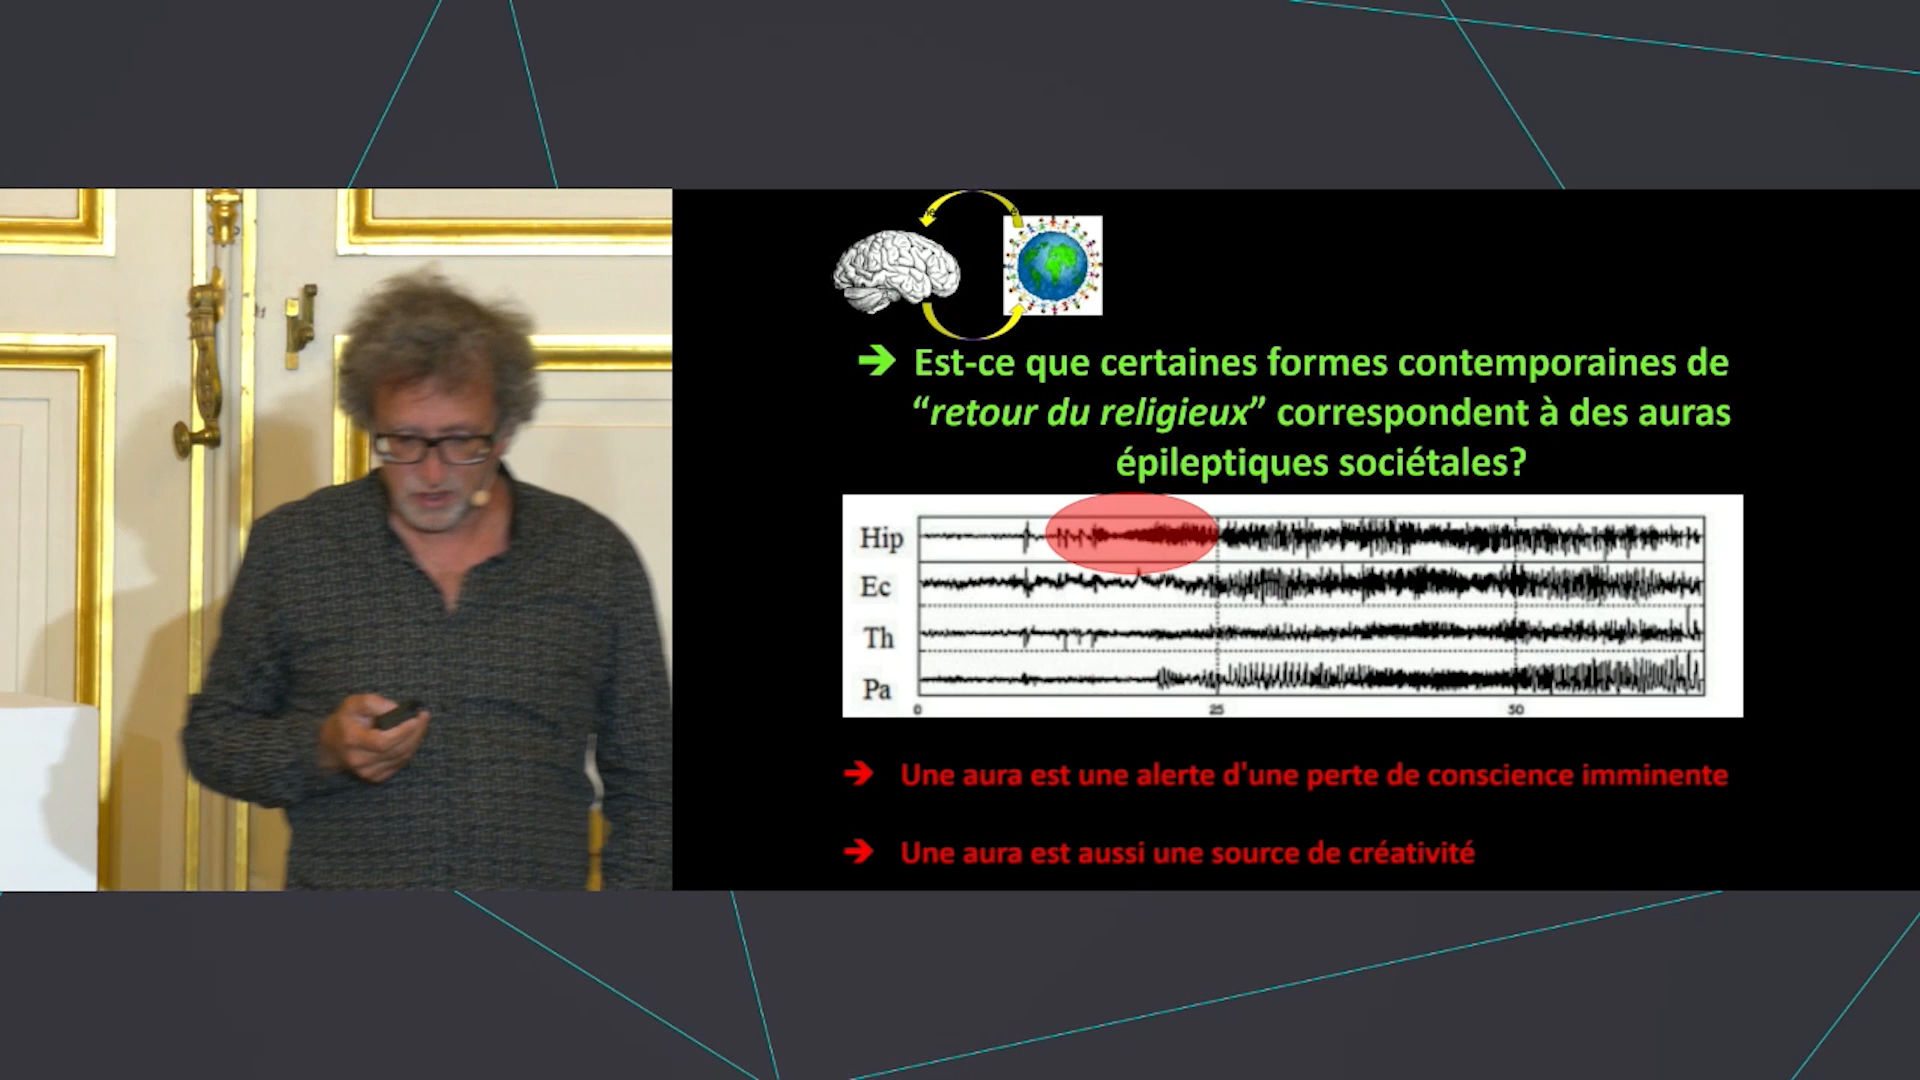 ➔ Est-ce que certaines formes contemporaines de
“retour du religieux” correspondent à des auras
épileptiques sociétales?
Hip
Ec
Th
Pa
0 25 50
➔ Une aura est une alerte d'une perte de conscience imminente
➔ Une aura est aussi une source de créativité